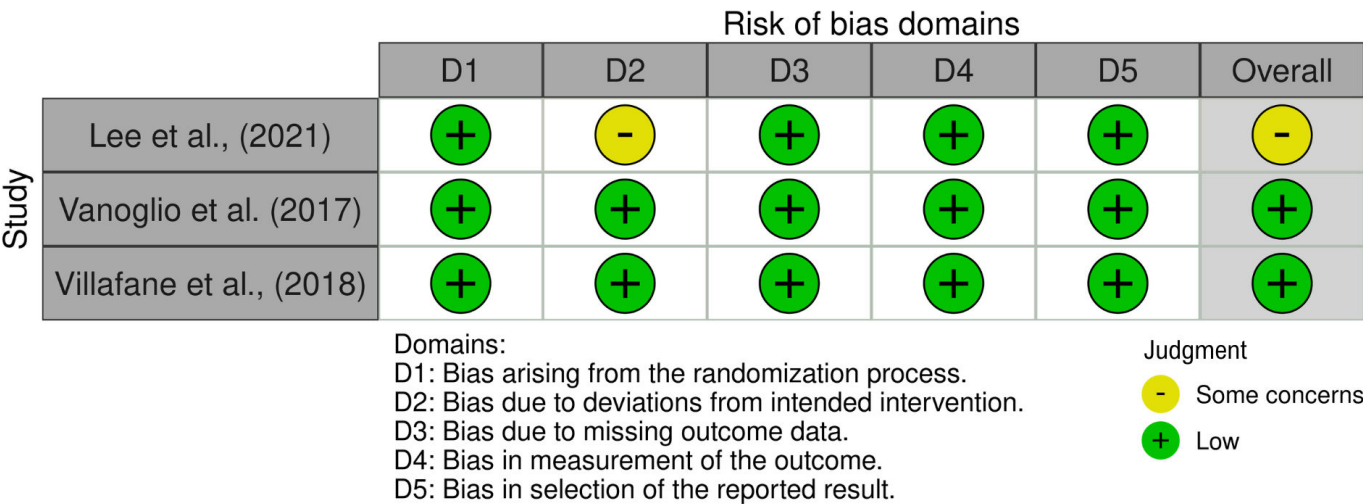 Risk of bias domains
D1 D2 D3 D4 D5 Overall
Study
Lee et al., (2021) + - + + + -
Vanoglio et al. (2017) + + + + + +
Villafane et al., (2018) + + + + + +
Domains:
D1: Bias arising from the randomization process.
D2: Bias due to deviations from intended intervention.
D3: Bias due to missing outcome data.
D4: Bias in measurement of the outcome.
D5: Bias in selection of the reported result.
Judgment
- Some concerns
+ Low